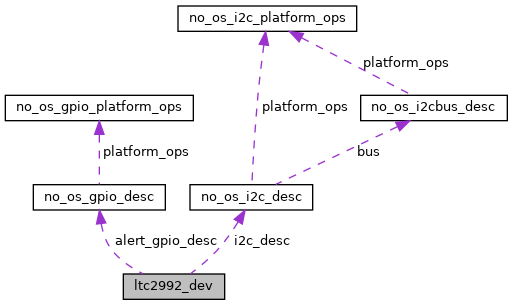 no_os_i2c_platform_ops
platform_ops
no_os_gpio_platform_ops
platform_ops
no_os_i2cbus_desc
platform_ops
bus
no_os_gpio_desc
no_os_i2c_desc
alert_gpio_desc
i2c_desc
ltc2992_dev